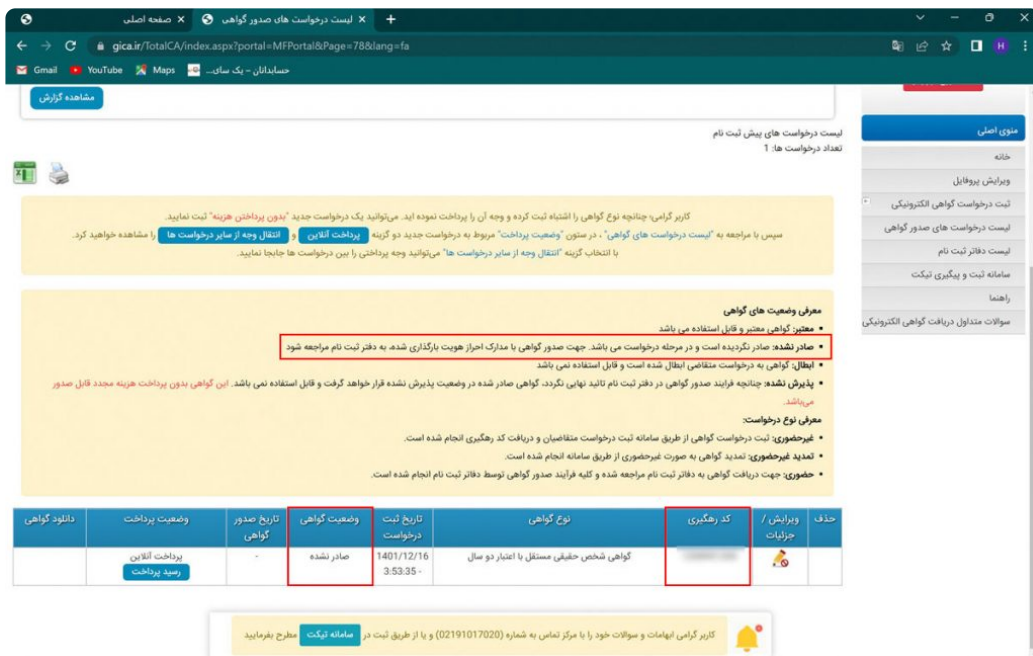 صفحه اصلی
لیست درخواست های صدور گواهی
gica.ir/TotalCA/index.aspx?portal=MFPortal&Page=78&lang=fa
H
Gmail
YouTube
Maps
حسابدانان – یک سای...
مشاهده گزارش
لیست درخواست های پیش ثبت نام
تعداد درخواست ها: 1
منوی اصلی
خانه
ویرایش پروفایل
ثبت درخواست گواهی الکترونیکی
لیست درخواست های صدور گواهی
لیست دفاتر ثبت نام
سامانه ثبت و پیگیری تیکت
راهنما
سوالات متداول دریافت گواهی الکترونیکی
کاربر گرامی؛ چنانچه نوع گواهی را اشتباه ثبت کرده و وجه آن را پرداخت نموده اید. می‌توانید یک درخواست جدید "بدون پرداختن هزینه" ثبت نمایید.
سپس با مراجعه به "لیست درخواست های گواهی" ، در ستون "وضعیت پرداخت" مربوط به درخواست جدید دو گزینه پرداخت آنلاین و انتقال وجه از سایر درخواست ها را مشاهده خواهید کرد.
با انتخاب گزینه "انتقال وجه از سایر درخواست ها" می‌توانید وجه پرداختی را بین درخواست ها جابجا نمایید.
معرفی وضعیت های گواهی
• معتبر: گواهی معتبر و قابل استفاده می باشد
• صادر نشده: صادر نگردیده است و در مرحله درخواست می باشد. جهت صدور گواهی با مدارک احراز هویت بارگذاری شده، به دفتر ثبت نام مراجعه شود
• ابطال: گواهی به درخواست متقاضی ابطال شده است و قابل استفاده نمی باشد
• پذیرش نشده: چنانچه فرایند صدور گواهی در دفتر ثبت نام تائید نهایی نگردد، گواهی صادر شده در وضعیت پذیرش نشده قرار خواهد گرفت و قابل استفاده نمی باشد. این گواهی بدون پرداخت هزینه مجدد قابل صدور
می‌باشد.
معرفی نوع درخواست:
• غیرحضوری: ثبت درخواست گواهی از طریق سامانه ثبت درخواست متقاضیان و دریافت کد رهگیری انجام شده است.
• تمدید غیرحضوری: تمدید گواهی به صورت غیرحضوری از طریق سامانه انجام شده است.
• حضوری: جهت دریافت گواهی به دفاتر ثبت نام مراجعه شده و کلیه فرآیند صدور گواهی توسط دفاتر ثبت نام انجام شده است.
حذف
ویرایش / جزئیات
کد رهگیری
نوع گواهی
تاریخ ثبت درخواست
وضعیت گواهی
تاریخ صدور گواهی
وضعیت پرداخت
دانلود گواهی
گواهی شخص حقیقی مستقل با اعتبار دو سال
1401/12/16
- 3:53:35
صادر نشده
-
پرداخت آنلاین
رسید پرداخت
کاربر گرامی ابهامات و سوالات خود را با مرکز تماس به شماره (02191017020) و یا از طریق ثبت در سامانه تیکت مطرح بفرمایید